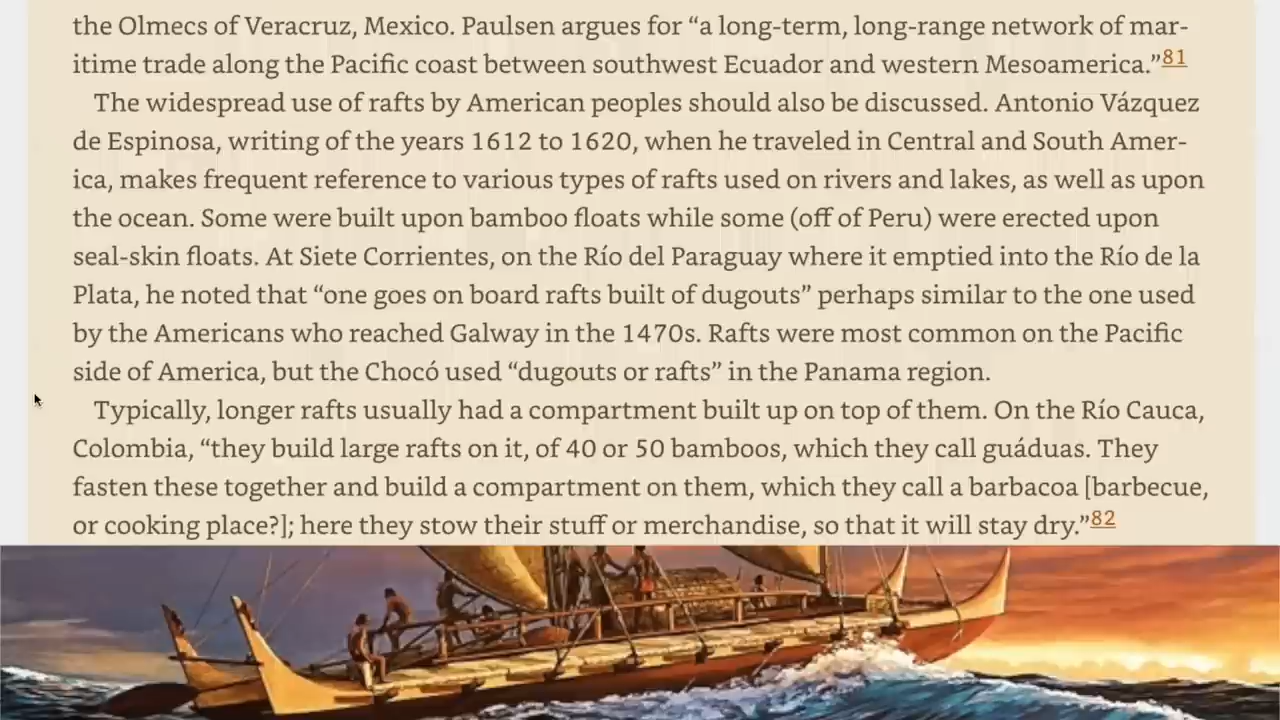 the Olmecs of Veracruz, Mexico. Paulsen argues for “a long-term, long-range network of mar-
itime trade along the Pacific coast between southwest Ecuador and western Mesoamerica.”81
The widespread use of rafts by American peoples should also be discussed. Antonio Vázquez
de Espinosa, writing of the years 1612 to 1620, when he traveled in Central and South Amer-
ica, makes frequent reference to various types of rafts used on rivers and lakes, as well as upon
the ocean. Some were built upon bamboo floats while some (off of Peru) were erected upon
seal-skin floats. At Siete Corrientes, on the Río del Paraguay where it emptied into the Río de la
Plata, he noted that “one goes on board rafts built of dugouts” perhaps similar to the one used
by the Americans who reached Galway in the 1470s. Rafts were most common on the Pacific
side of America, but the Chocó used “dugouts or rafts” in the Panama region.
Typically, longer rafts usually had a compartment built up on top of them. On the Río Cauca,
Colombia, “they build large rafts on it, of 40 or 50 bamboos, which they call guáduas. They
fasten these together and build a compartment on them, which they call a barbacoa [barbecue,
or cooking place?]; here they stow their stuff or merchandise, so that it will stay dry.”82